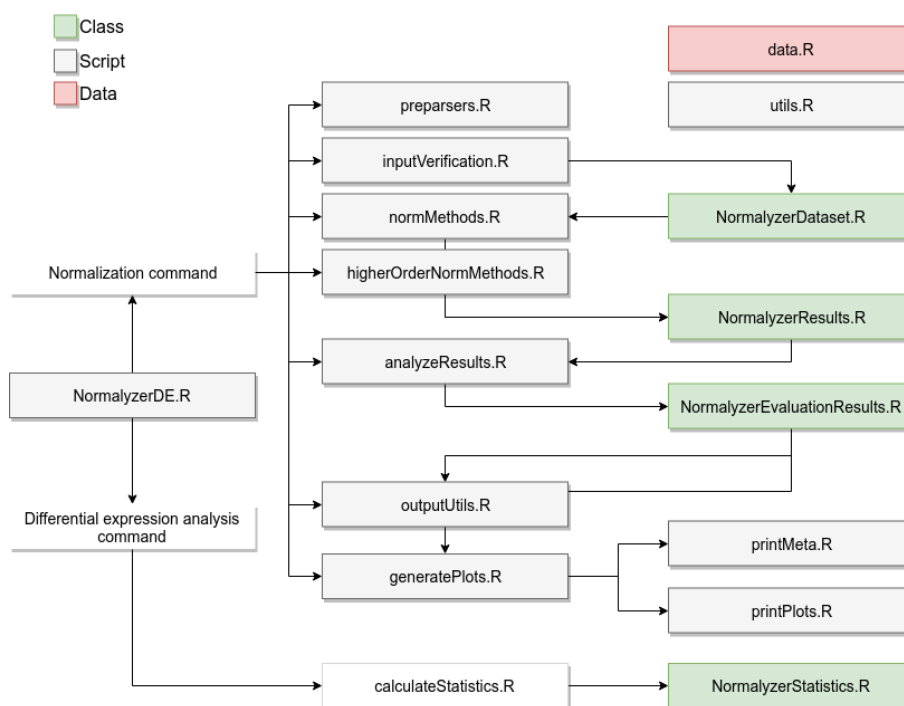 Class
Script
Data
data.R
utils.R
preparsers.R
inputVerification.R
normMethods.R
NormalyzerDataset.R
Normalization command
higherOrderNormMethods.R
NormalyzerResults.R
analyzeResults.R
NormalyzerDE.R
NormalyzerEvaluationResults.R
outputUtils.R
Differential expression analysis
command
generatePlots.R
printMeta.R
printPlots.R
calculateStatistics.R
NormalyzerStatistics.R